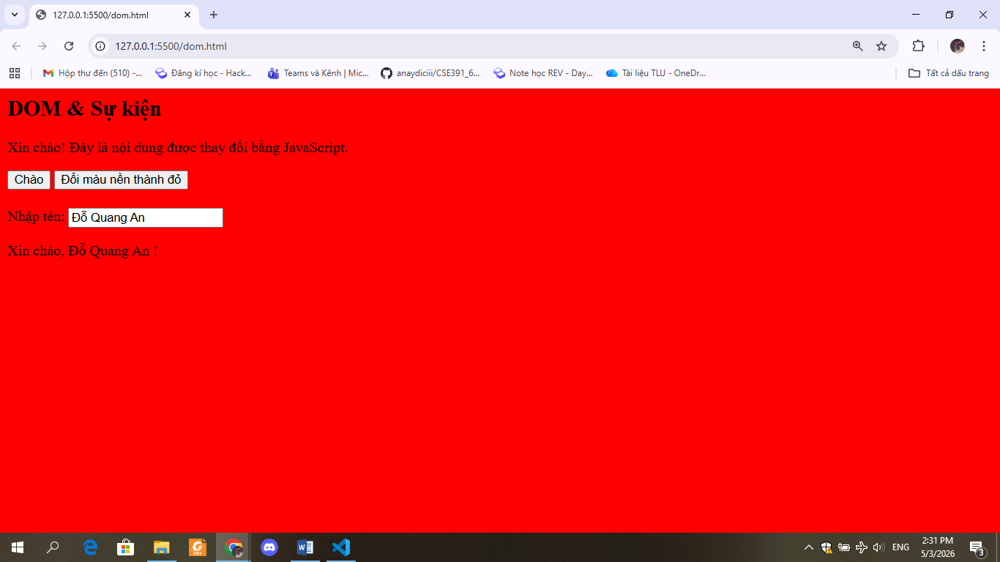 127.0.0.1:5500/dom.html
127.0.0.1:5500/dom.html
Hộp thư đến (510) -... Đăng kí học - Hack... Teams và Kênh | Mic... anaydiciii/CSE391_6... Note học REV - Day... Tài liệu TLU - OneDr... Tất cả dấu trang
DOM & Sự kiện
Xin chào! Đây là nội dung được thay đổi bằng JavaScript.
Chào Đổi màu nền thành đỏ
Nhập tên: Đỗ Quang An
Xin chào, Đỗ Quang An !
PDF
ENG
2:31 PM
5/3/2026
3